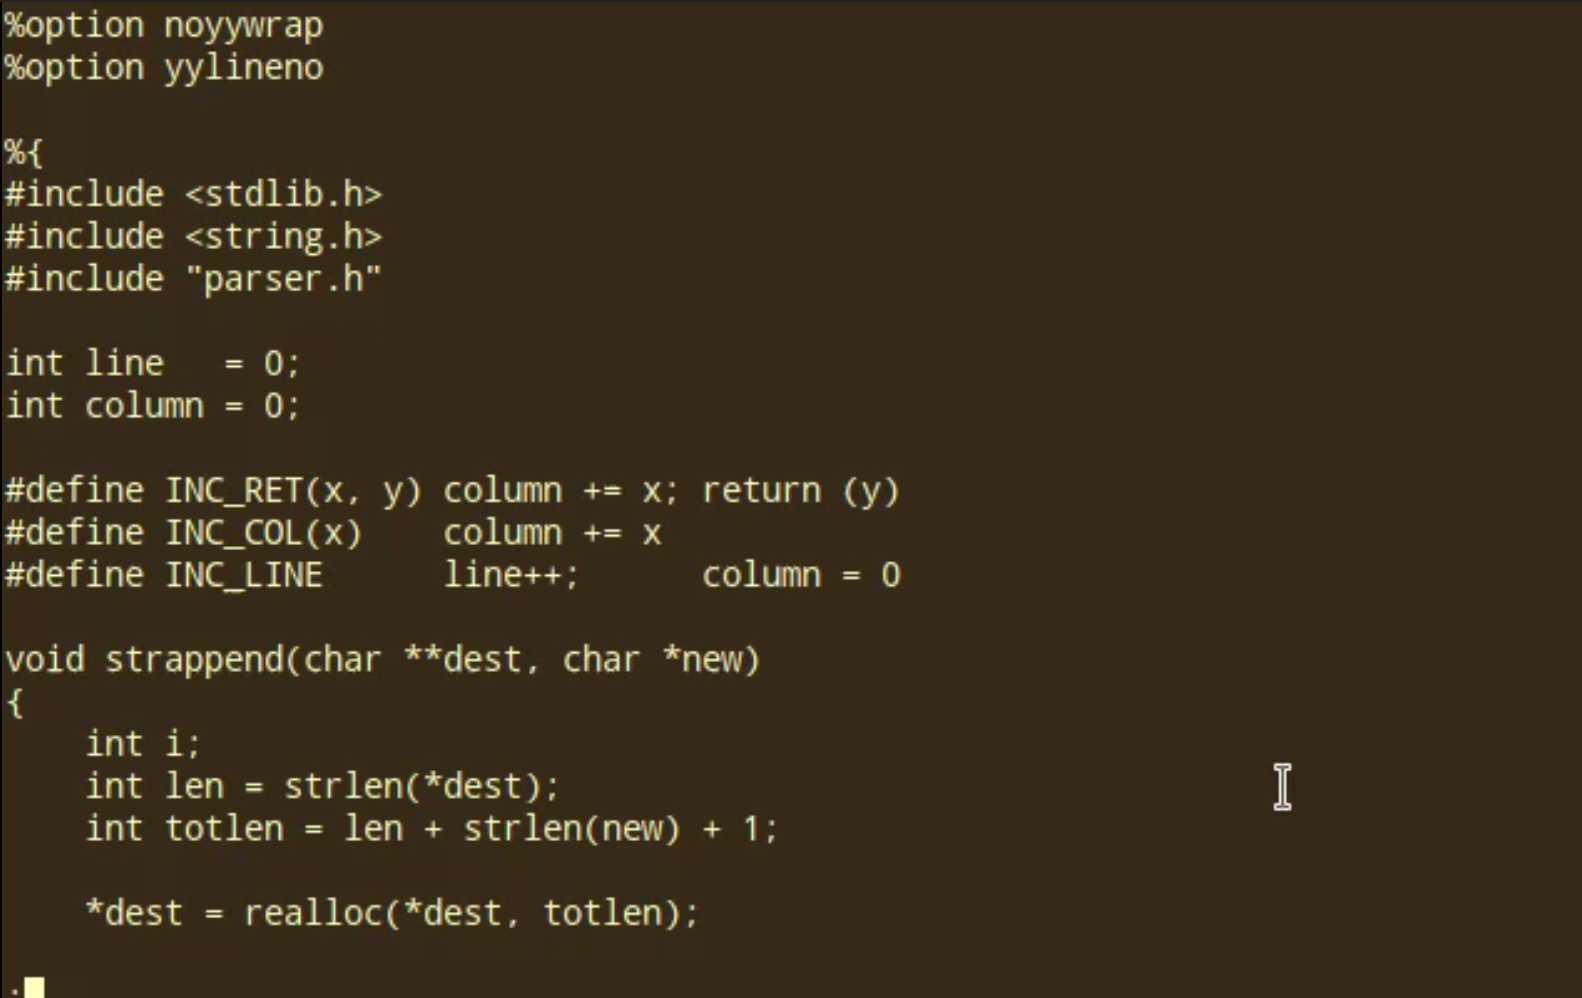 %option noyywrap
%option yylineno

%{
#include <stdlib.h>
#include <string.h>
#include "parser.h"

int line   = 0;
int column = 0;

#define INC_RET(x, y) column += x; return (y)
#define INC_COL(x)    column += x
#define INC_LINE      line++;      column = 0

void strappend(char **dest, char *new)
{
    int i;
    int len = strlen(*dest);
    int totlen = len + strlen(new) + 1;

    *dest = realloc(*dest, totlen);

: